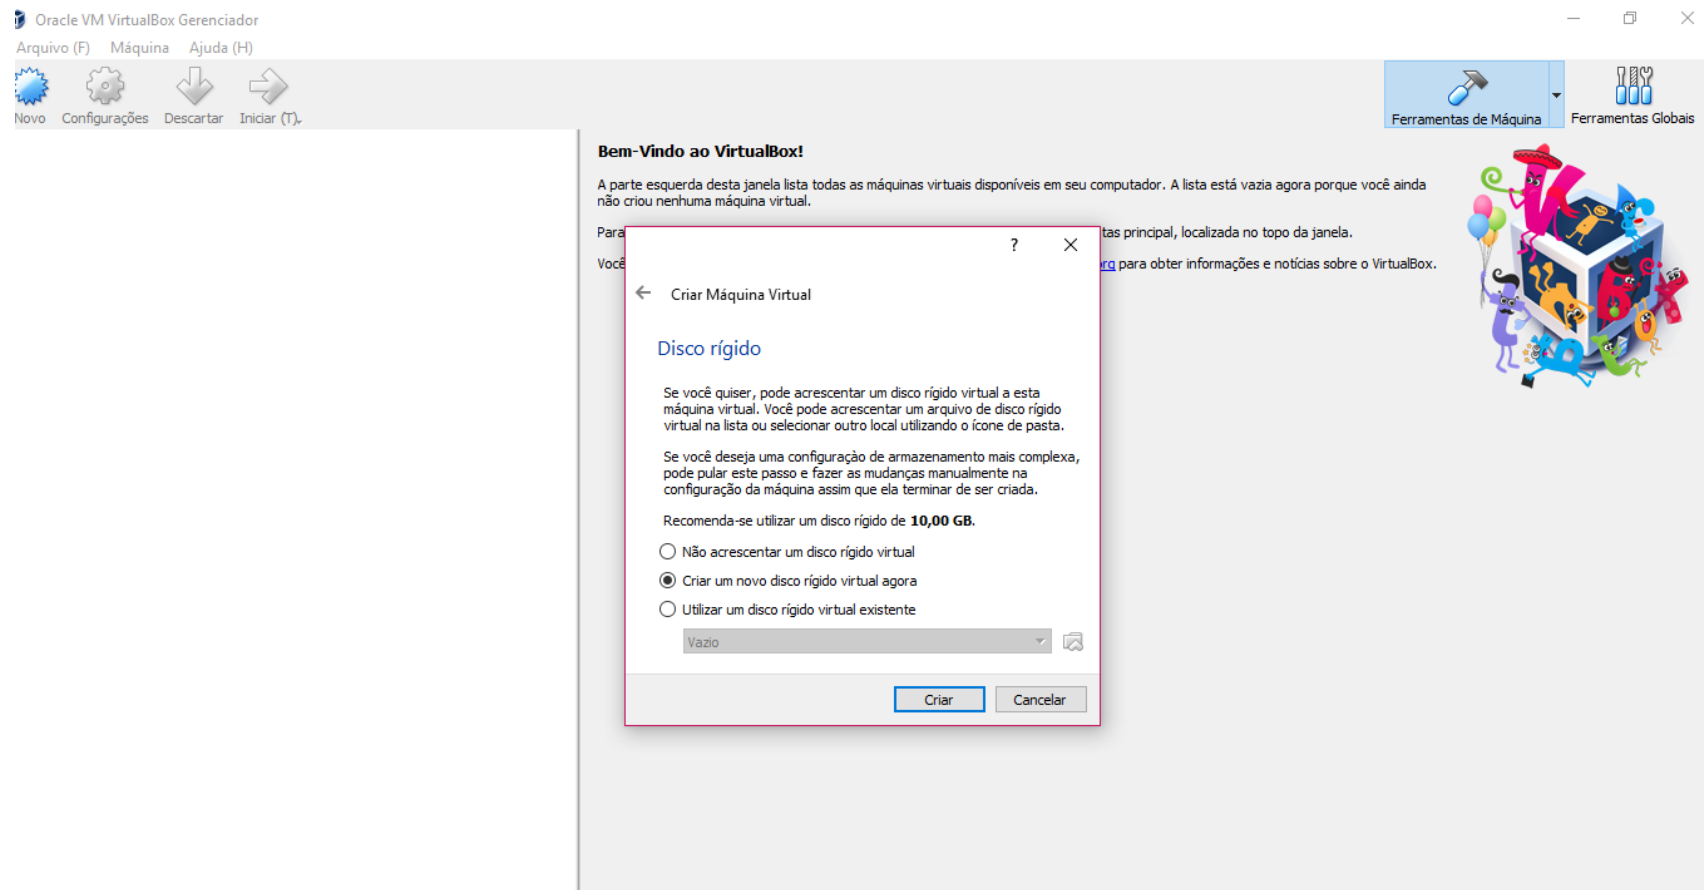 Oracle VM VirtualBox Gerenciador
Arquivo (F) Máquina Ajuda (H)
Novo Configurações Descartar Iniciar (T)
Ferramentas de Máquina Ferramentas Globais
Bem-Vindo ao VirtualBox!
A parte esquerda desta janela lista todas as máquinas virtuais disponíveis em seu computador. A lista está vazia agora porque você ainda
não criou nenhuma máquina virtual.
Para tas principal, localizada no topo da janela.
Você org para obter informações e notícias sobre o VirtualBox.
?
Criar Máquina Virtual
Disco rígido
Se você quiser, pode acrescentar um disco rígido virtual a esta
máquina virtual. Você pode acrescentar um arquivo de disco rígido
virtual na lista ou selecionar outro local utilizando o ícone de pasta.
Se você deseja uma configuraçào de armazenamento mais complexa,
pode pular este passo e fazer as mudanças manualmente na
configuração da máquina assim que ela terminar de ser criada.
Recomenda-se utilizar um disco rígido de 10,00 GB.
Não acrescentar um disco rígido virtual
Criar um novo disco rígido virtual agora
Utilizar um disco rígido virtual existente
Vazio
Criar Cancelar